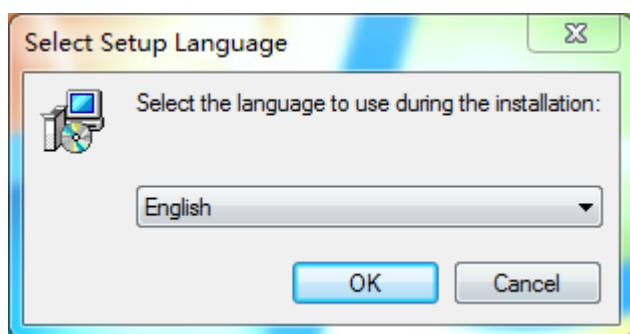 Select Setup Language
Select the language to use during the installation:
English
OK
Cancel